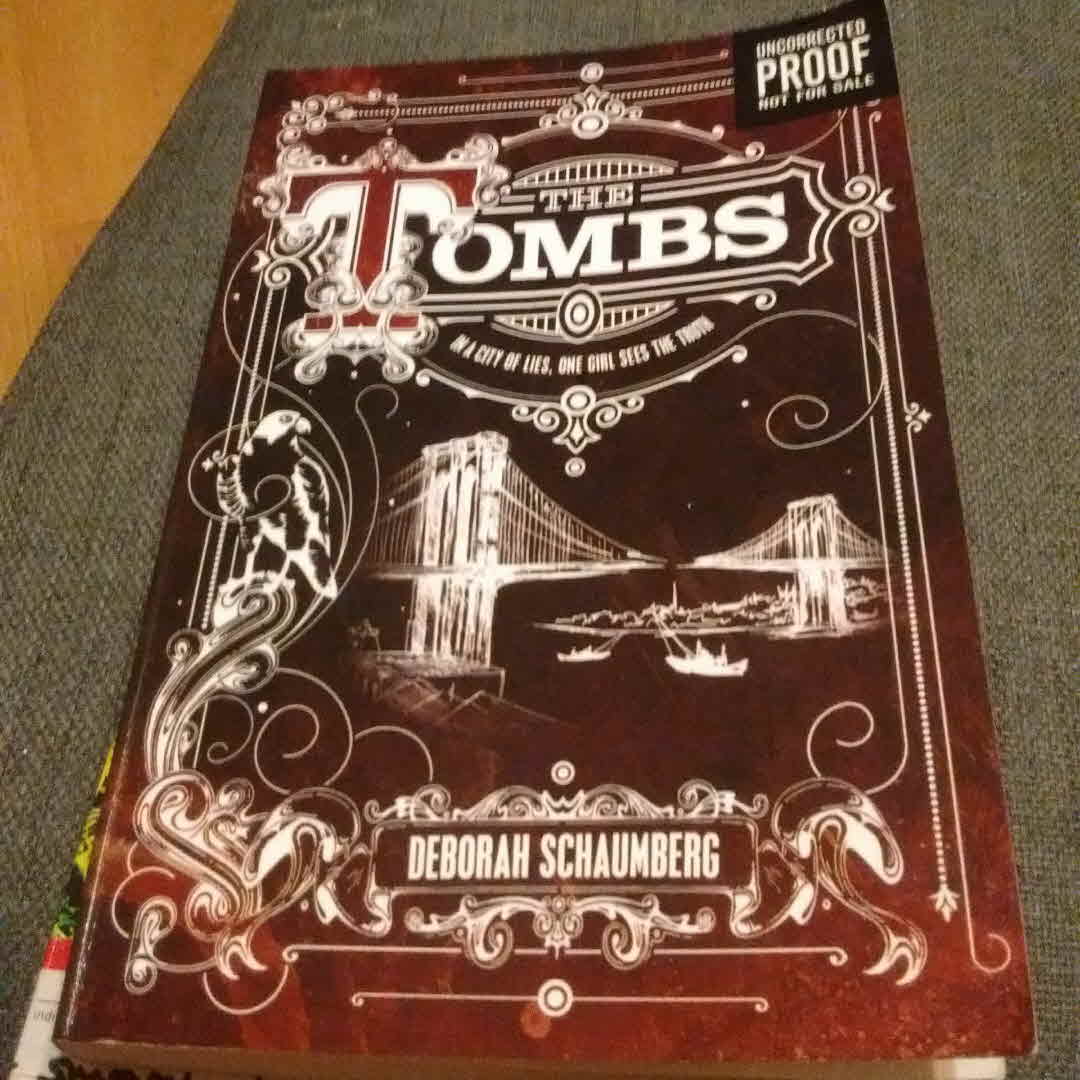 UNCORRECTED
PROOF
NOT FOR SALE
THE
TOMBS
IN A CITY OF LIES, ONE GIRL SEES THE TRUTH
DEBORAH SCHAUMBERG